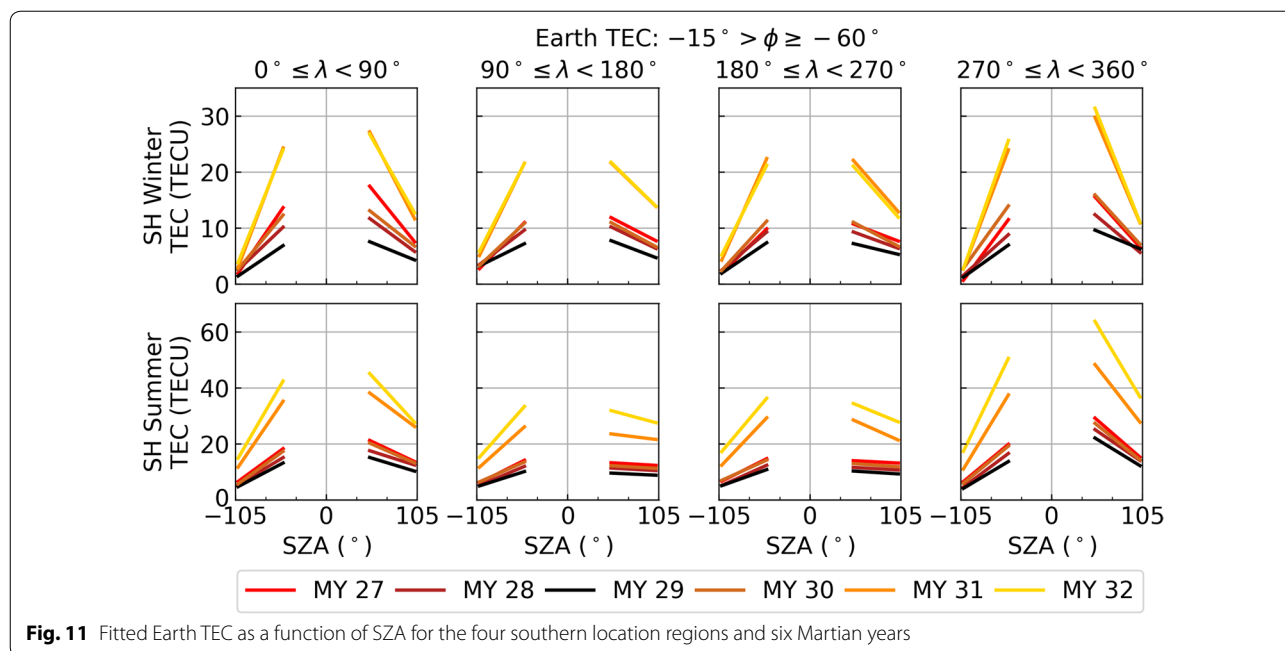 Earth TEC: −15° > ϕ ≥ −60°
0° ≤ λ < 90°
90° ≤ λ < 180°
180° ≤ λ < 270°
270° ≤ λ < 360°
SH Winter
TEC (TECU)
30
20
10
0
SH Summer
TEC (TECU)
60
40
20
0
−105 0 105
−105 0 105
−105 0 105
−105 0 105
SZA (°)
SZA (°)
SZA (°)
SZA (°)
MY 27 MY 28 MY 29 MY 30 MY 31 MY 32
Fig. 11 Fitted Earth TEC as a function of SZA for the four southern location regions and six Martian years